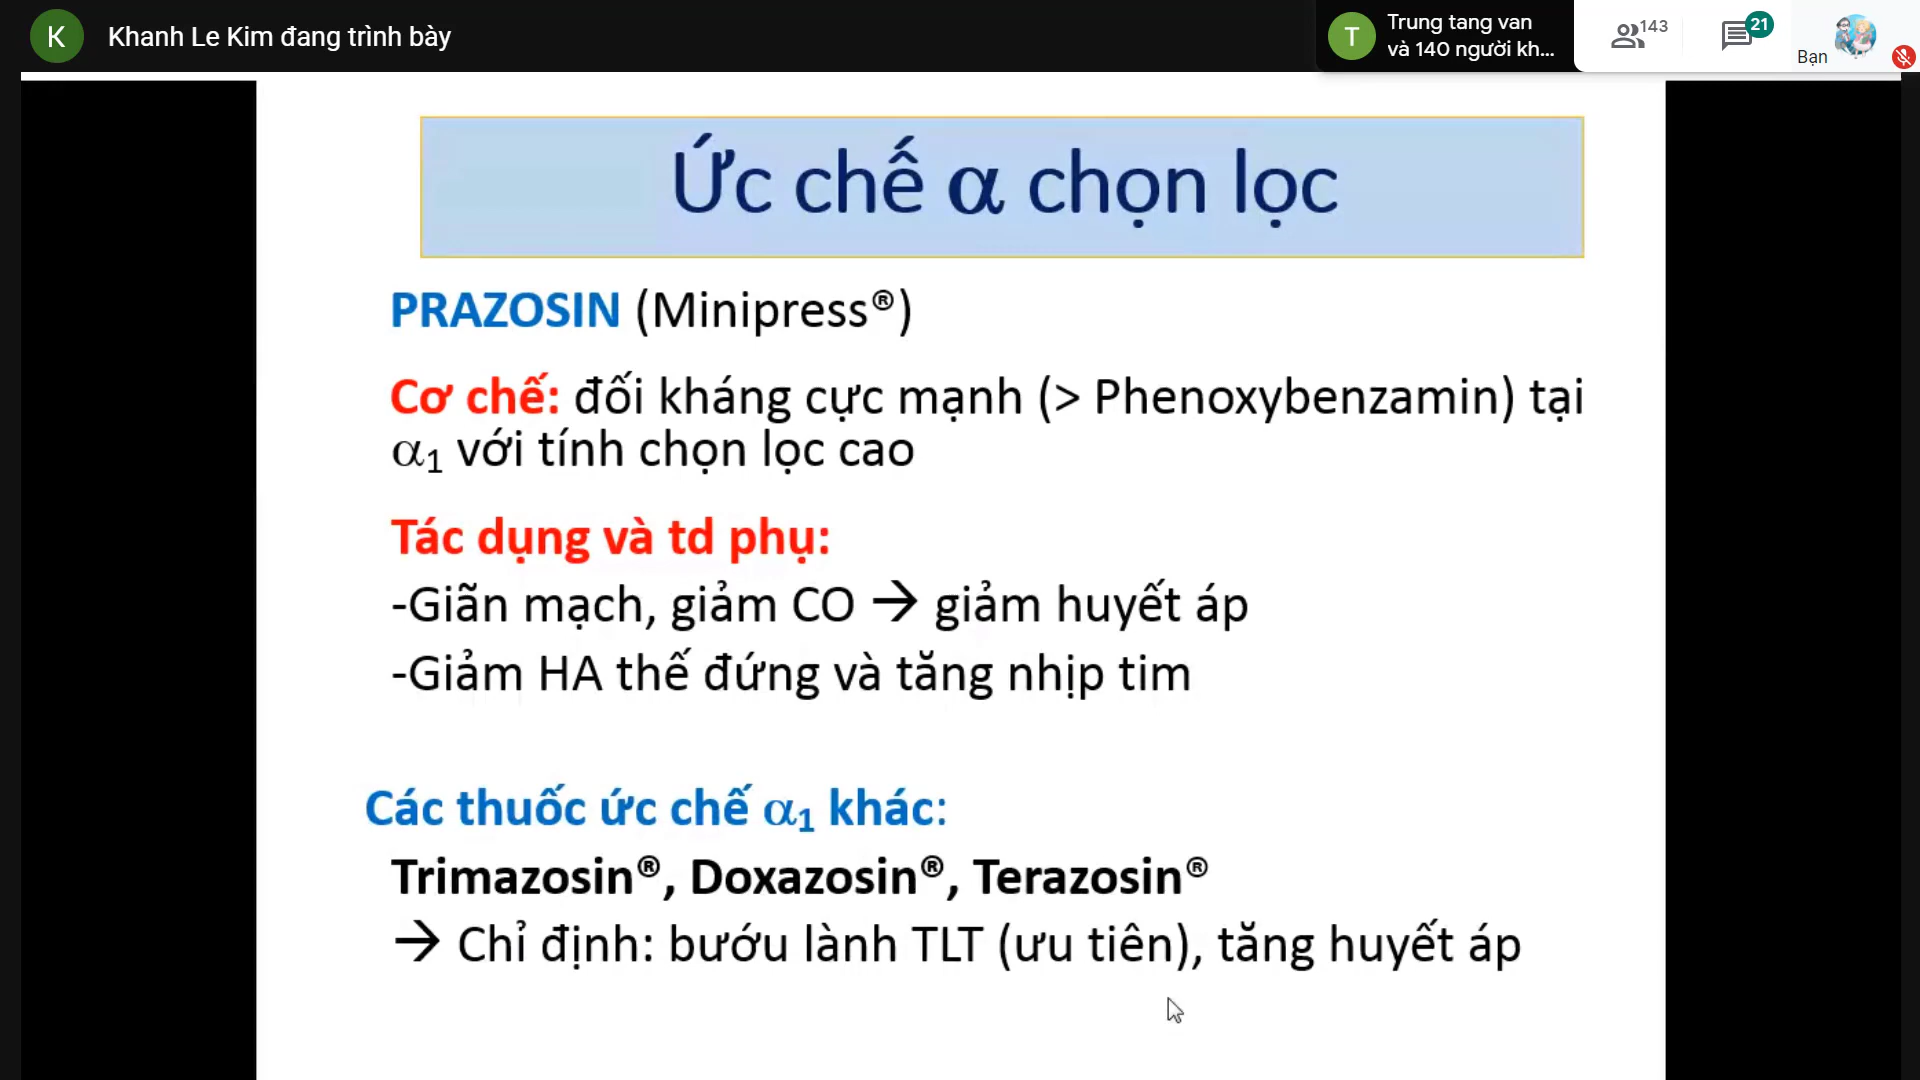 K
Khanh Le Kim đang trình bày
T
Trung tang van
và 140 người kh...
143
21
Bạn
Ức chế α chọn lọc
PRAZOSIN (Minipress®)
Cơ chế: đối kháng cực mạnh (> Phenoxybenzamin) tại
α₁ với tính chọn lọc cao
Tác dụng và td phụ:
-Giãn mạch, giảm CO → giảm huyết áp
-Giảm HA thế đứng và tăng nhịp tim
Các thuốc ức chế α₁ khác:
Trimazosin®, Doxazosin®, Terazosin®
→ Chỉ định: bướu lành TLT (ưu tiên), tăng huyết áp